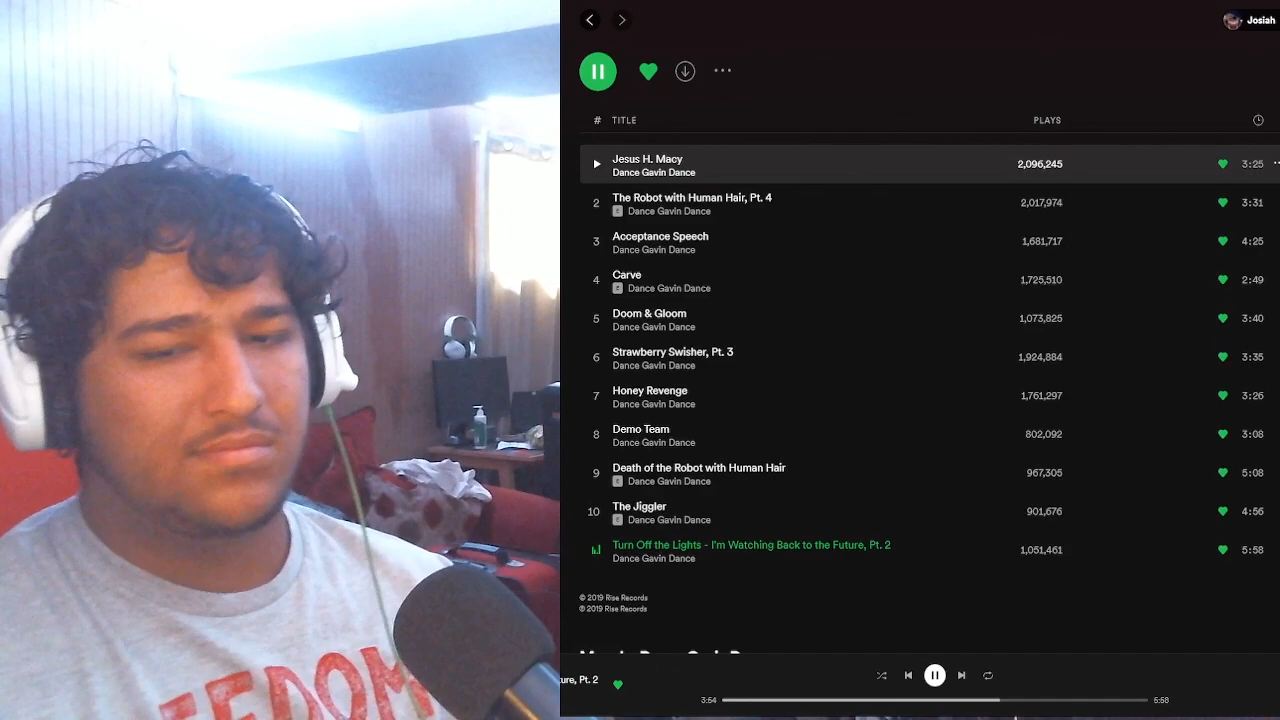 Josiah
# TITLE PLAYS
Jesus H. Macy 2,096,245 3:25
Dance Gavin Dance
2 The Robot with Human Hair, Pt. 4 2,017,974 3:31
E Dance Gavin Dance
3 Acceptance Speech 1,681,717 4:25
Dance Gavin Dance
4 Carve 1,725,510 2:49
E Dance Gavin Dance
5 Doom & Gloom 1,073,825 3:40
Dance Gavin Dance
6 Strawberry Swisher, Pt. 3 1,924,884 3:35
Dance Gavin Dance
7 Honey Revenge 1,761,297 3:26
Dance Gavin Dance
8 Demo Team 802,092 3:08
Dance Gavin Dance
9 Death of the Robot with Human Hair 967,305 5:08
E Dance Gavin Dance
10 The Jiggler 901,676 4:56
E Dance Gavin Dance
Turn Off the Lights - I'm Watching Back to the Future, Pt. 2 1,051,461 5:58
Dance Gavin Dance
© 2019 Rise Records
℗ 2019 Rise Records
ure, Pt. 2
3:54 5:58
EEDOM